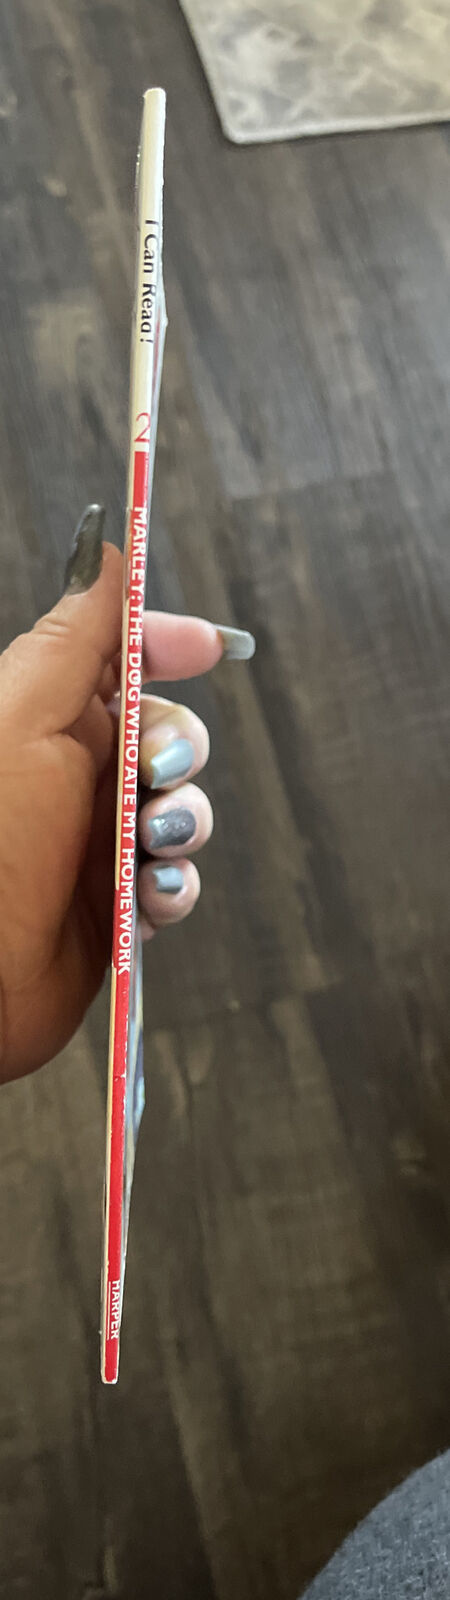 I Can Read!
2
MARLEY: THE DOG WHO ATE MY HOMEWORK
HARPER